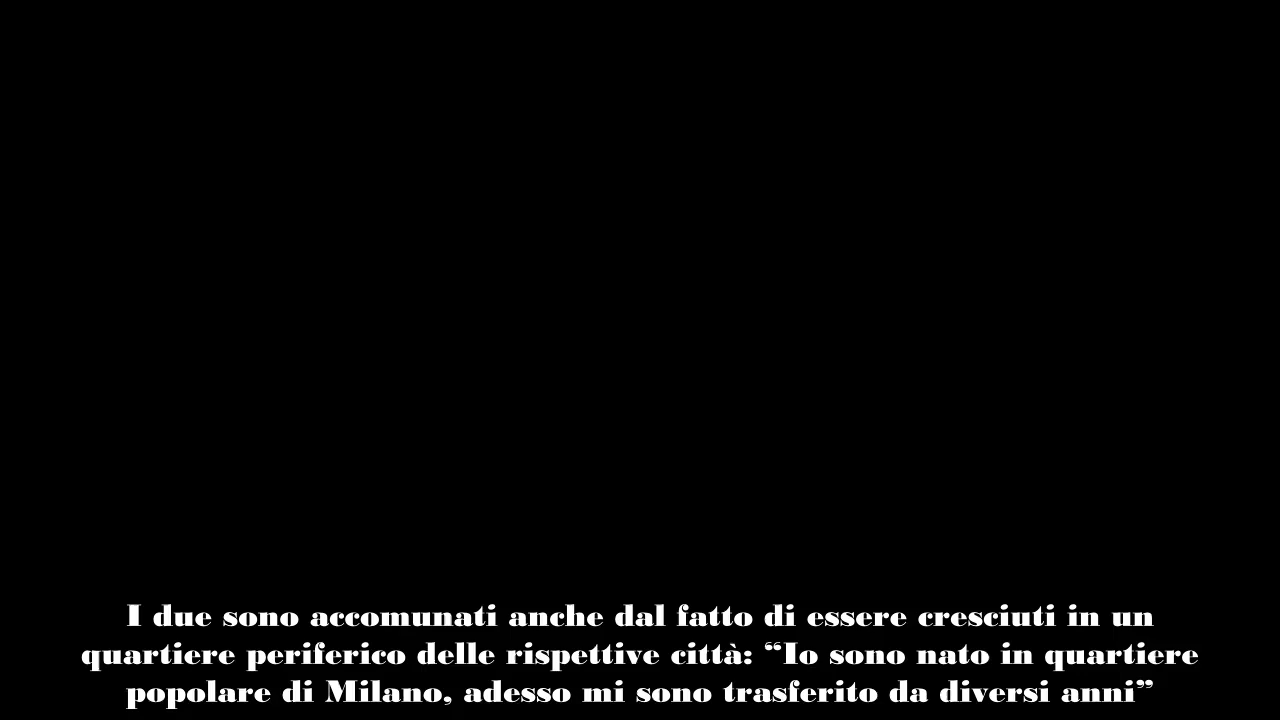 I due sono accomunati anche dal fatto di essere cresciuti in un
quartiere periferico delle rispettive città: “Io sono nato in quartiere
popolare di Milano, adesso mi sono trasferito da diversi anni”